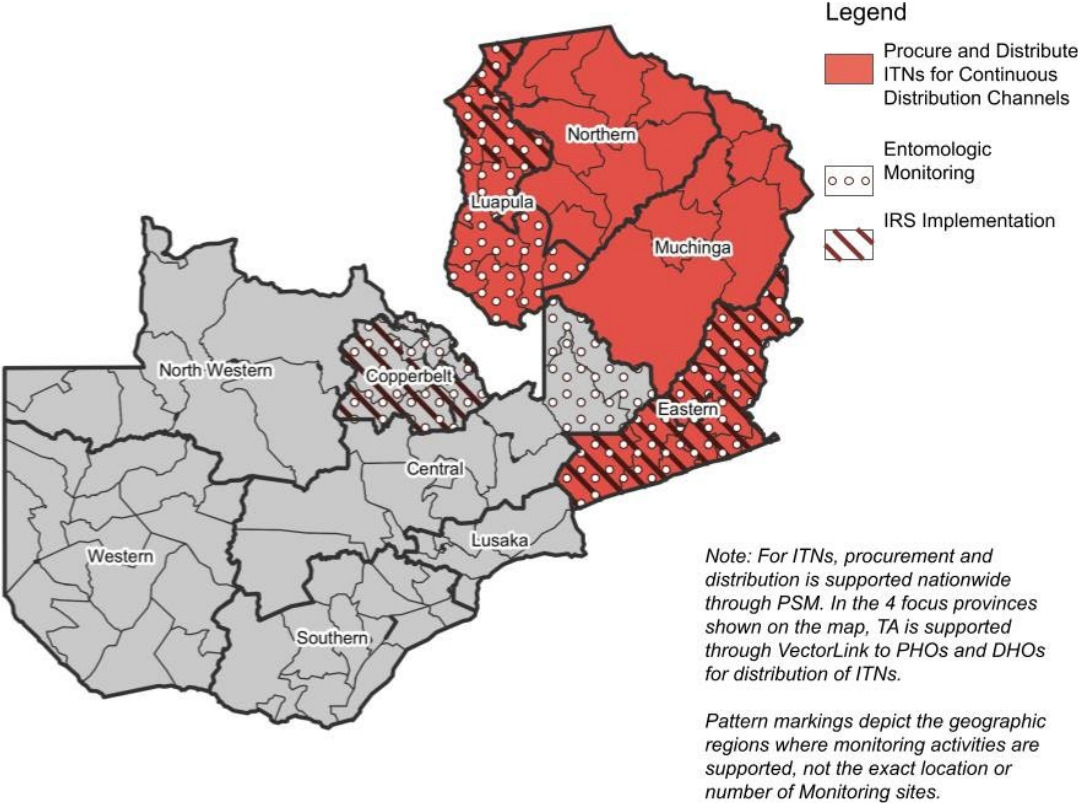 Legend
Procure and Distribute
ITNs for Continuous
Distribution Channels
Entomologic
Monitoring
IRS Implementation
Northern
Luapula
Muchinga
North Western
Copperbelt
Eastern
Central
Lusaka
Western
Southern
Note: For ITNs, procurement and
distribution is supported nationwide
through PSM. In the 4 focus provinces
shown on the map, TA is supported
through VectorLink to PHOs and DHOs
for distribution of ITNs.
Pattern markings depict the geographic
regions where monitoring activities are
supported, not the exact location or
number of Monitoring sites.